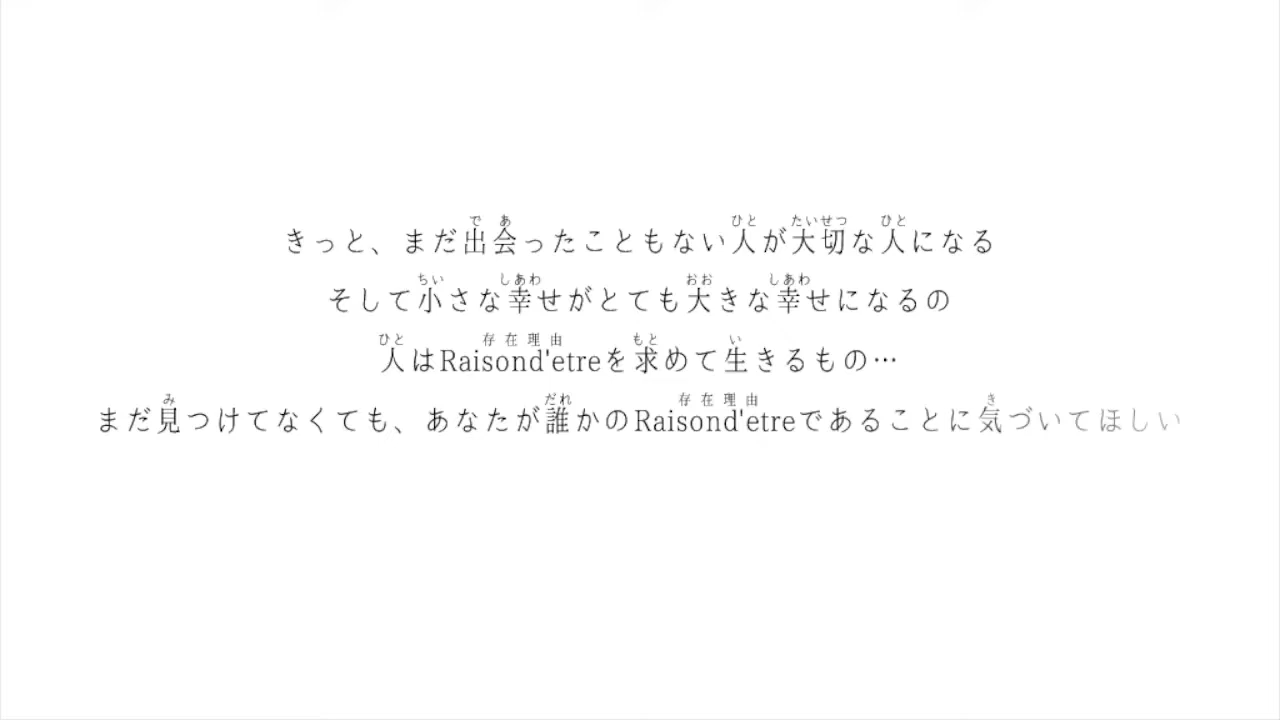 きっと、まだ出会ったこともない人が大切な人になる
そして小さな幸せがとても大きな幸せになるの
人はRaisond'etreを求めて生きるもの…
まだ見つけてなくても、あなたが誰かのRaisond'etreであることに気づいてほしい